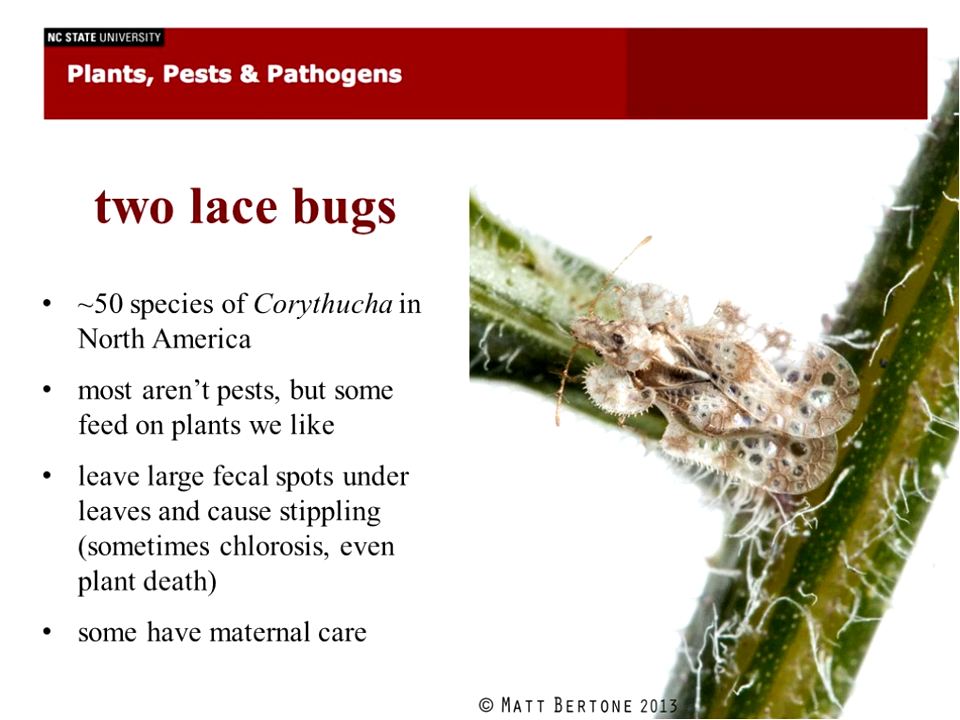 NC STATE UNIVERSITY
Plants, Pests & Pathogens
two lace bugs
• ~50 species of Corythucha in
North America
• most aren’t pests, but some
feed on plants we like
• leave large fecal spots under
leaves and cause stippling
(sometimes chlorosis, even
plant death)
• some have maternal care
© MATT BERTONE 2013